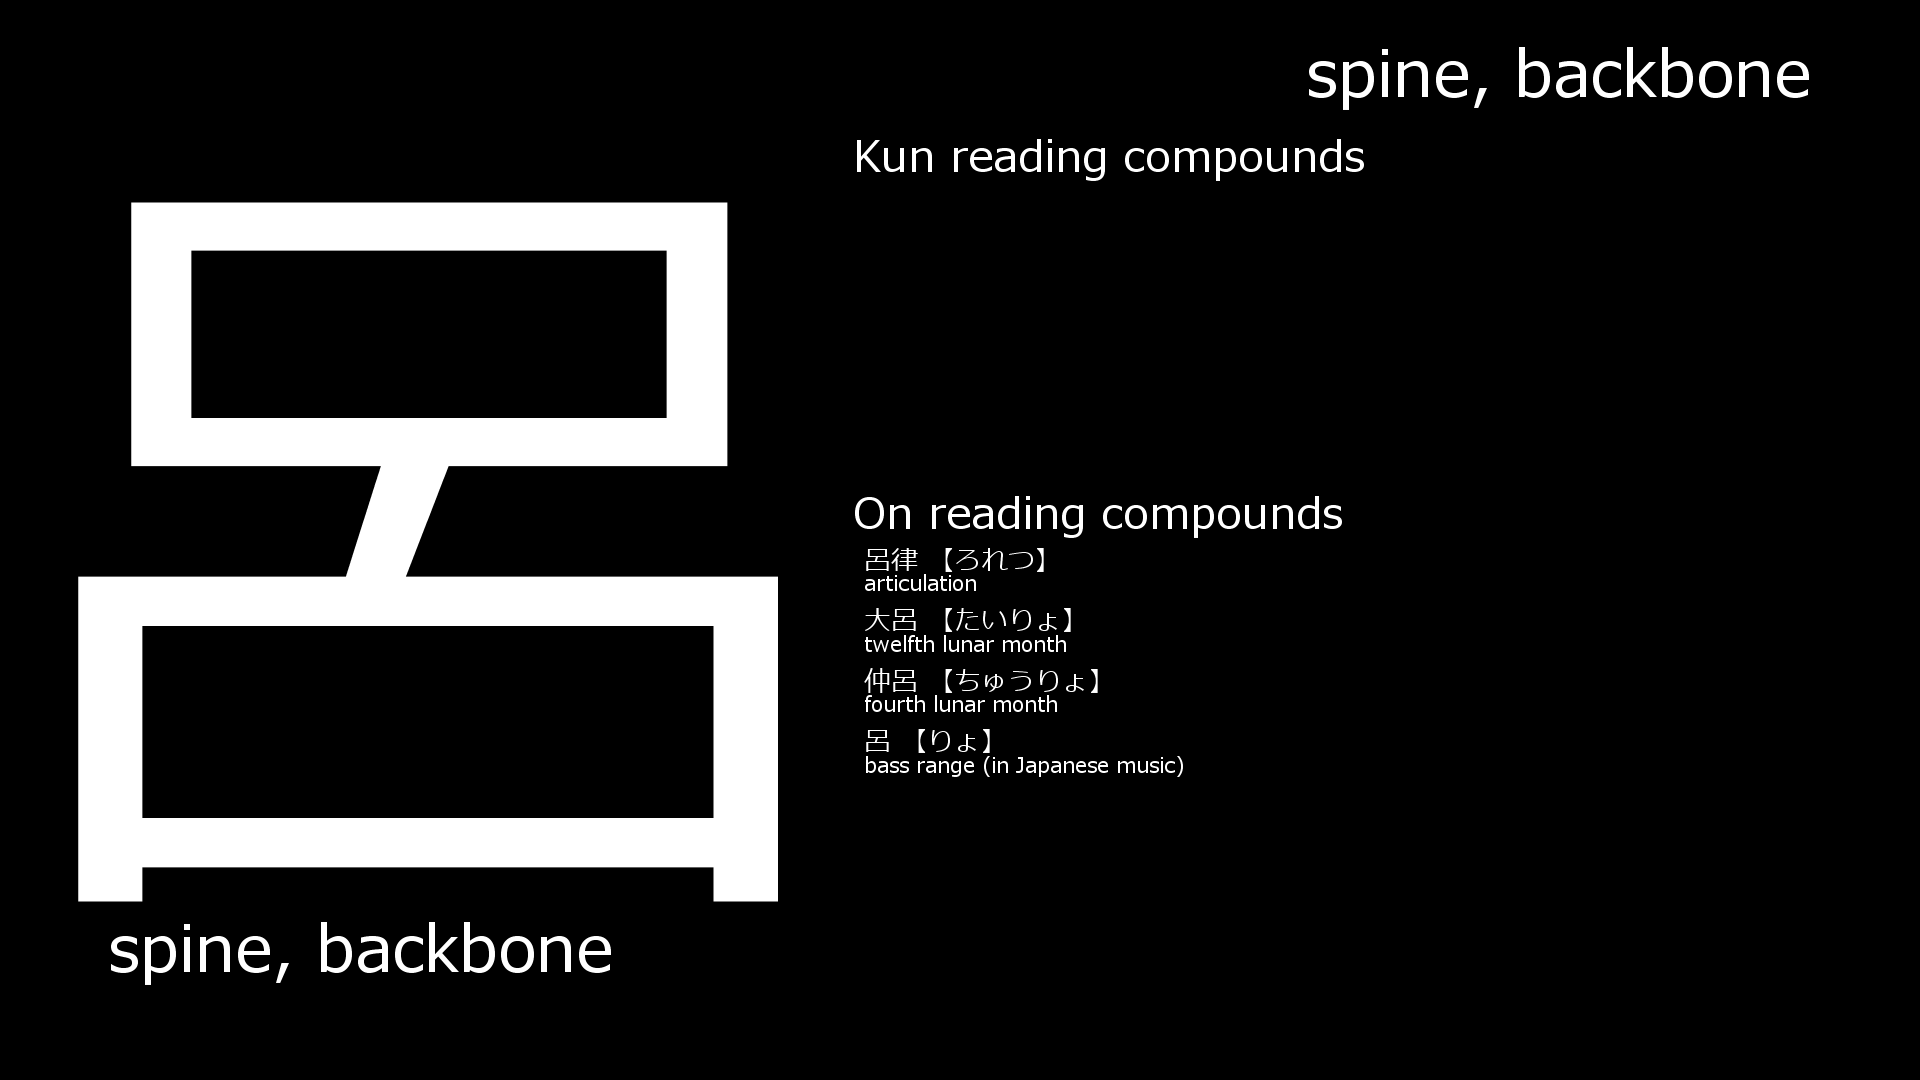 呂
spine, backbone
spine, backbone
Kun reading compounds
On reading compounds
呂律 【ろれつ】
articulation
大呂 【たいりょ】
twelfth lunar month
仲呂 【ちゅうりょ】
fourth lunar month
呂 【りょ】
bass range (in Japanese music)